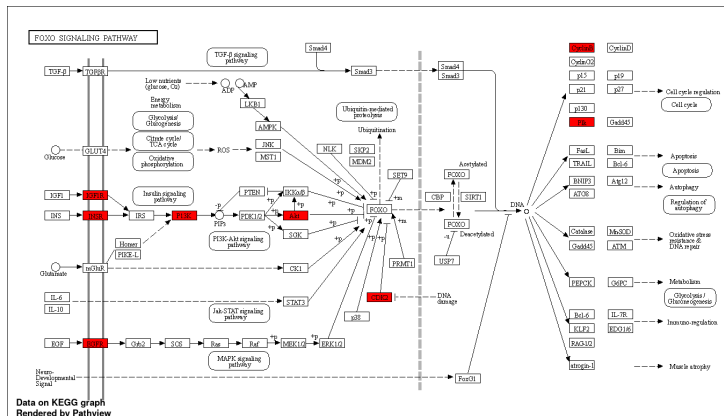 FOXO SIGNALING PATHWAY
TGF-β signaling pathway
Smad4
CyclinD
CyclinG2
TGF-β
TGFBR
Smad3
Smad4
Smad3
p15
p19
p21
p27
Cell cycle regulation
Cell cycle
p130
Plk
Gadd45
Low nutrients (glucose, O2)
ADP
AMP
Energy metabolism
LKB1
AMPK
Glycolysis/ Gluconeogenesis
Citrate cycle/ TCA cycle
Oxidative phosphorylation
Ubiquitin-mediated proteolysis
Ubiquitination
Glucose
GLUT4
ROS
JNK
MST1
NLK
SKP2
MDM2
SET9
FasL
Bim
TRAIL
Bcl-6
Apoptosis
Apoptosis
BNIP3
Atg12
ATG8
Autophagy
Regulation of autophagy
Acetylated
FOXO
CBP
SIRT1
FOXO
Deacetylated
USP7
DNA
IGF1
IGF1R
Insulin signaling pathway
PTEN
IKKα/β
INS
INSR
IRS
PI3K
PIP3
PDK1/2
Akt
FOXO
SGK
PI3K-Akt signaling pathway
Homer
PIKE-L
Glutamate
mGluR
CK1
PRMT1
Catalase
MnSOD
Gadd45
ATM
Oxidative stress resistance & DNA repair
PEPCK
G6PC
Metabolism
Glycolysis / Gluconeogenesis
IL-6
IL-10
STAT3
Jak-STAT signaling pathway
CDK2
DNA damage
p38
Bcl-6
IL-7R
KLF2
EDG1/6
RAG-1/2
Immuno-regulation
EGF
EGFR
Grb2
SOS
Ras
Raf
MEK1/2
ERK1/2
MAPK signaling pathway
atrogin-1
Muscle atrophy
Neuro-Developmental Signal
FoxG1
Data on KEGG graph
Rendered by Pathview